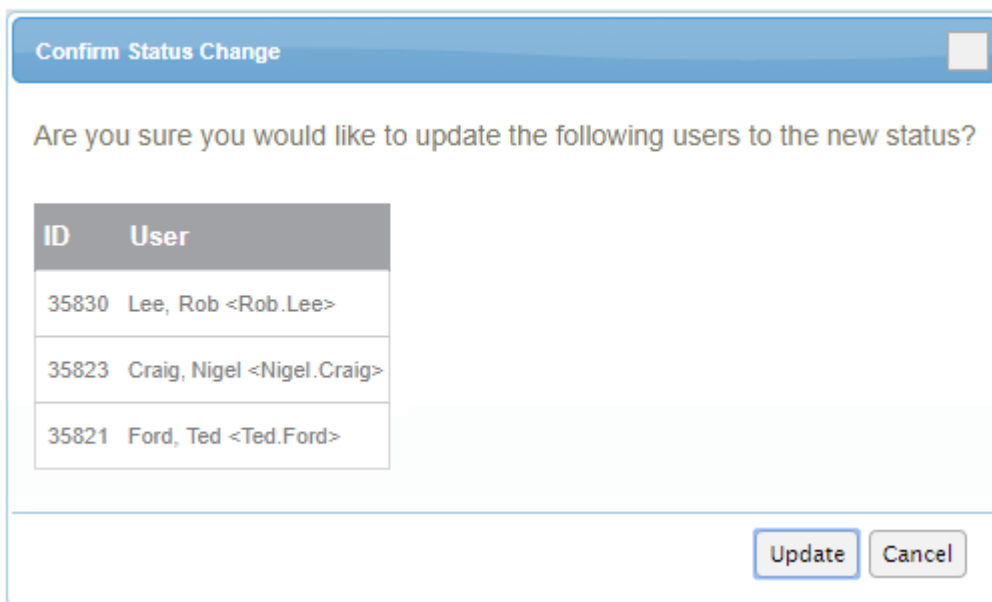 Confirm Status Change
Are you sure you would like to update the following users to the new status?
ID User
35830 Lee, Rob <Rob.Lee>
35823 Craig, Nigel <Nigel.Craig>
35821 Ford, Ted <Ted.Ford>
Update Cancel